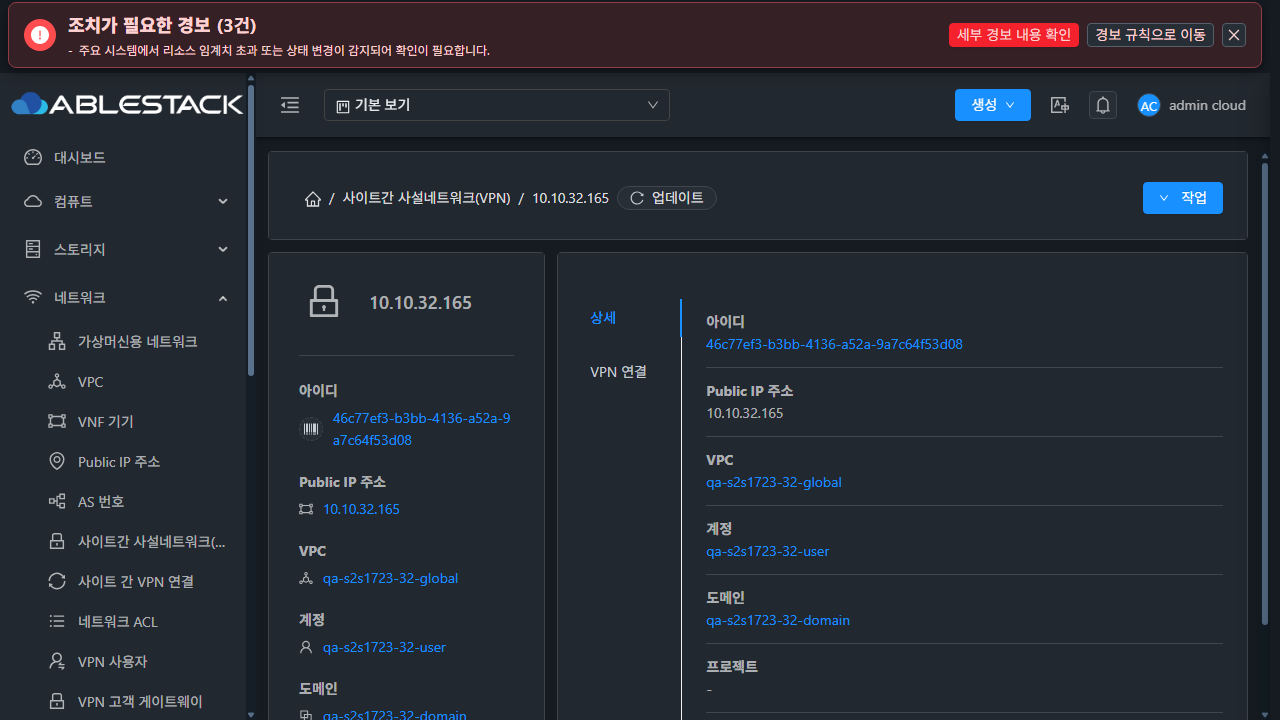 조치가 필요한 경보 (3건)
- 주요 시스템에서 리소스 임계치 초과 또는 상태 변경이 감지되어 확인이 필요합니다.
세부 경보 내용 확인
경보 규칙으로 이동
ABLESTACK
기본 보기
생성
AC
admin cloud
대시보드
컴퓨트
스토리지
네트워크
가상머신용 네트워크
VPC
VNF 기기
Public IP 주소
AS 번호
사이트간 사설네트워크(...
사이트 간 VPN 연결
네트워크 ACL
VPN 사용자
VPN 고객 게이트웨이
/ 사이트간 사설네트워크(VPN) / 10.10.32.165
업데이트
작업
10.10.32.165
아이디
46c77ef3-b3bb-4136-a52a-9
a7c64f53d08
Public IP 주소
10.10.32.165
VPC
qa-s2s1723-32-global
계정
qa-s2s1723-32-user
도메인
qa-s2s1723-32-domain
상세
VPN 연결
아이디
46c77ef3-b3bb-4136-a52a-9a7c64f53d08
Public IP 주소
10.10.32.165
VPC
qa-s2s1723-32-global
계정
qa-s2s1723-32-user
도메인
qa-s2s1723-32-domain
프로젝트
-